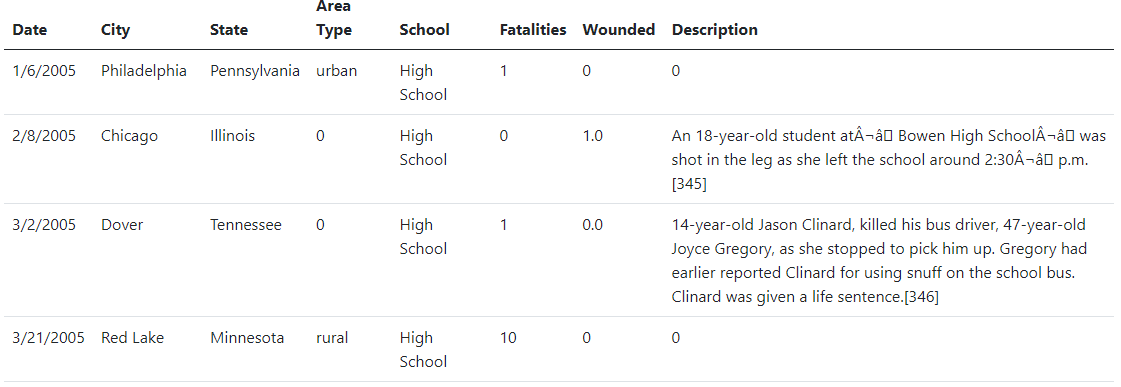 Date City State Area Type School Fatalities Wounded Description
1/6/2005 Philadelphia Pennsylvania urban High School 1 0 0
2/8/2005 Chicago Illinois 0 High School 0 1.0 An 18-year-old student atÂ¬â▯ Bowen High SchoolÂ¬â▯ was
shot in the leg as she left the school around 2:30Â¬â▯ p.m.
[345]
3/2/2005 Dover Tennessee 0 High School 1 0.0 14-year-old Jason Clinard, killed his bus driver, 47-year-old
Joyce Gregory, as she stopped to pick him up. Gregory had
earlier reported Clinard for using snuff on the school bus.
Clinard was given a life sentence.[346]
3/21/2005 Red Lake Minnesota rural High School 10 0 0